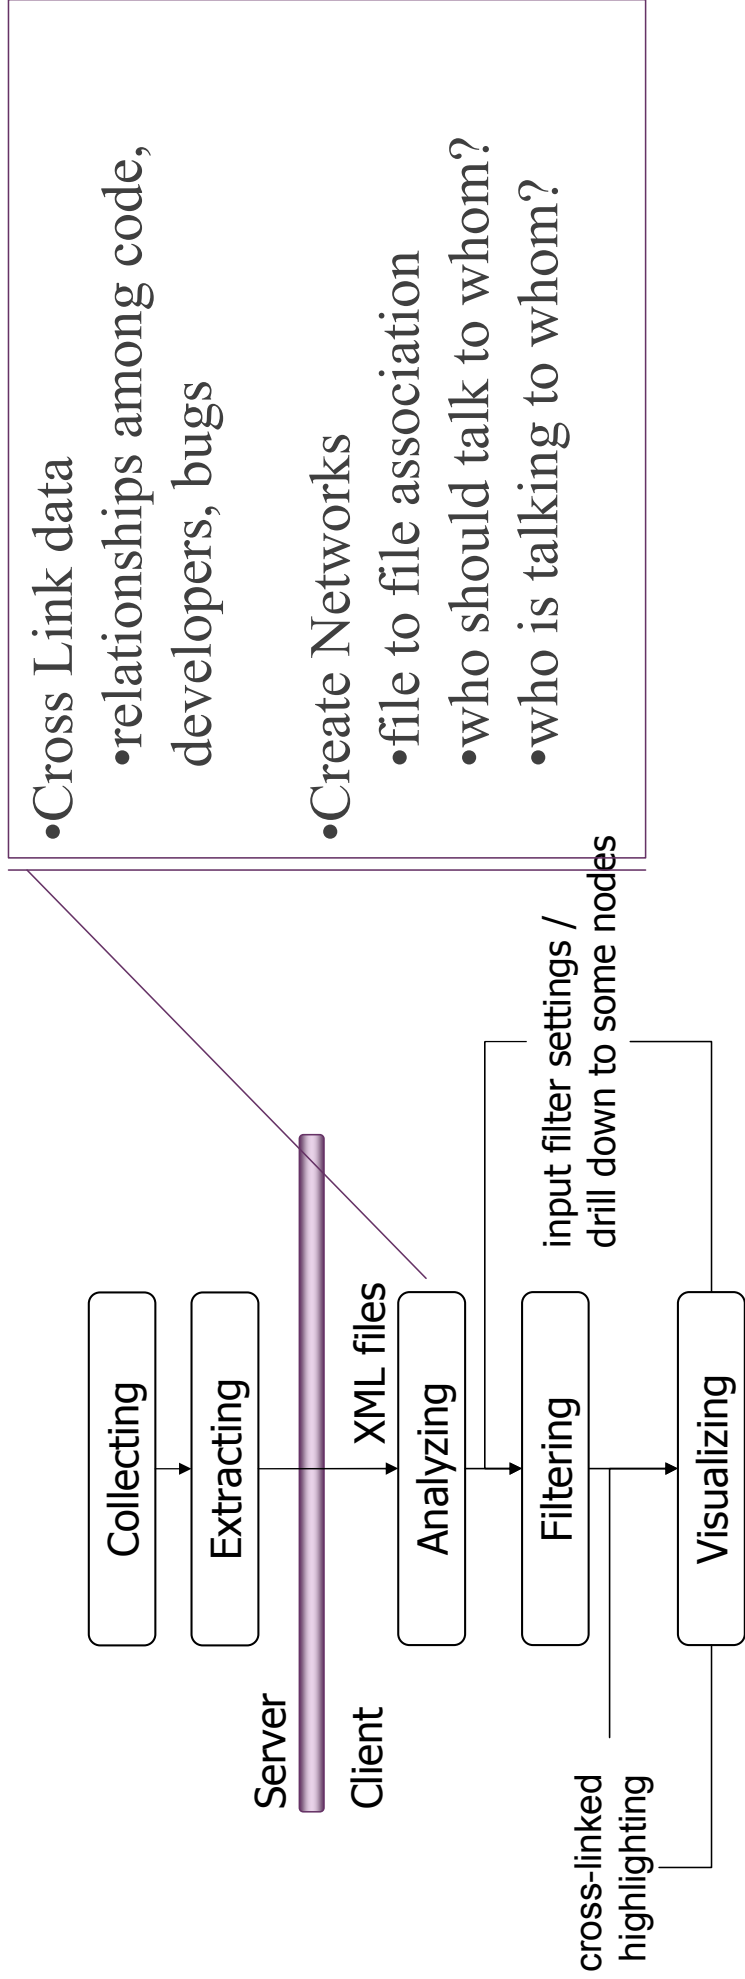 Collecting
Extracting
Server
Client
XML files
Analyzing
Filtering
Visualizing
cross-linked
highlighting
input filter settings /
drill down to some nodes
•Cross Link data
•relationships among code,
developers, bugs
•Create Networks
•file to file association
•who should talk to whom?
•who is talking to whom?